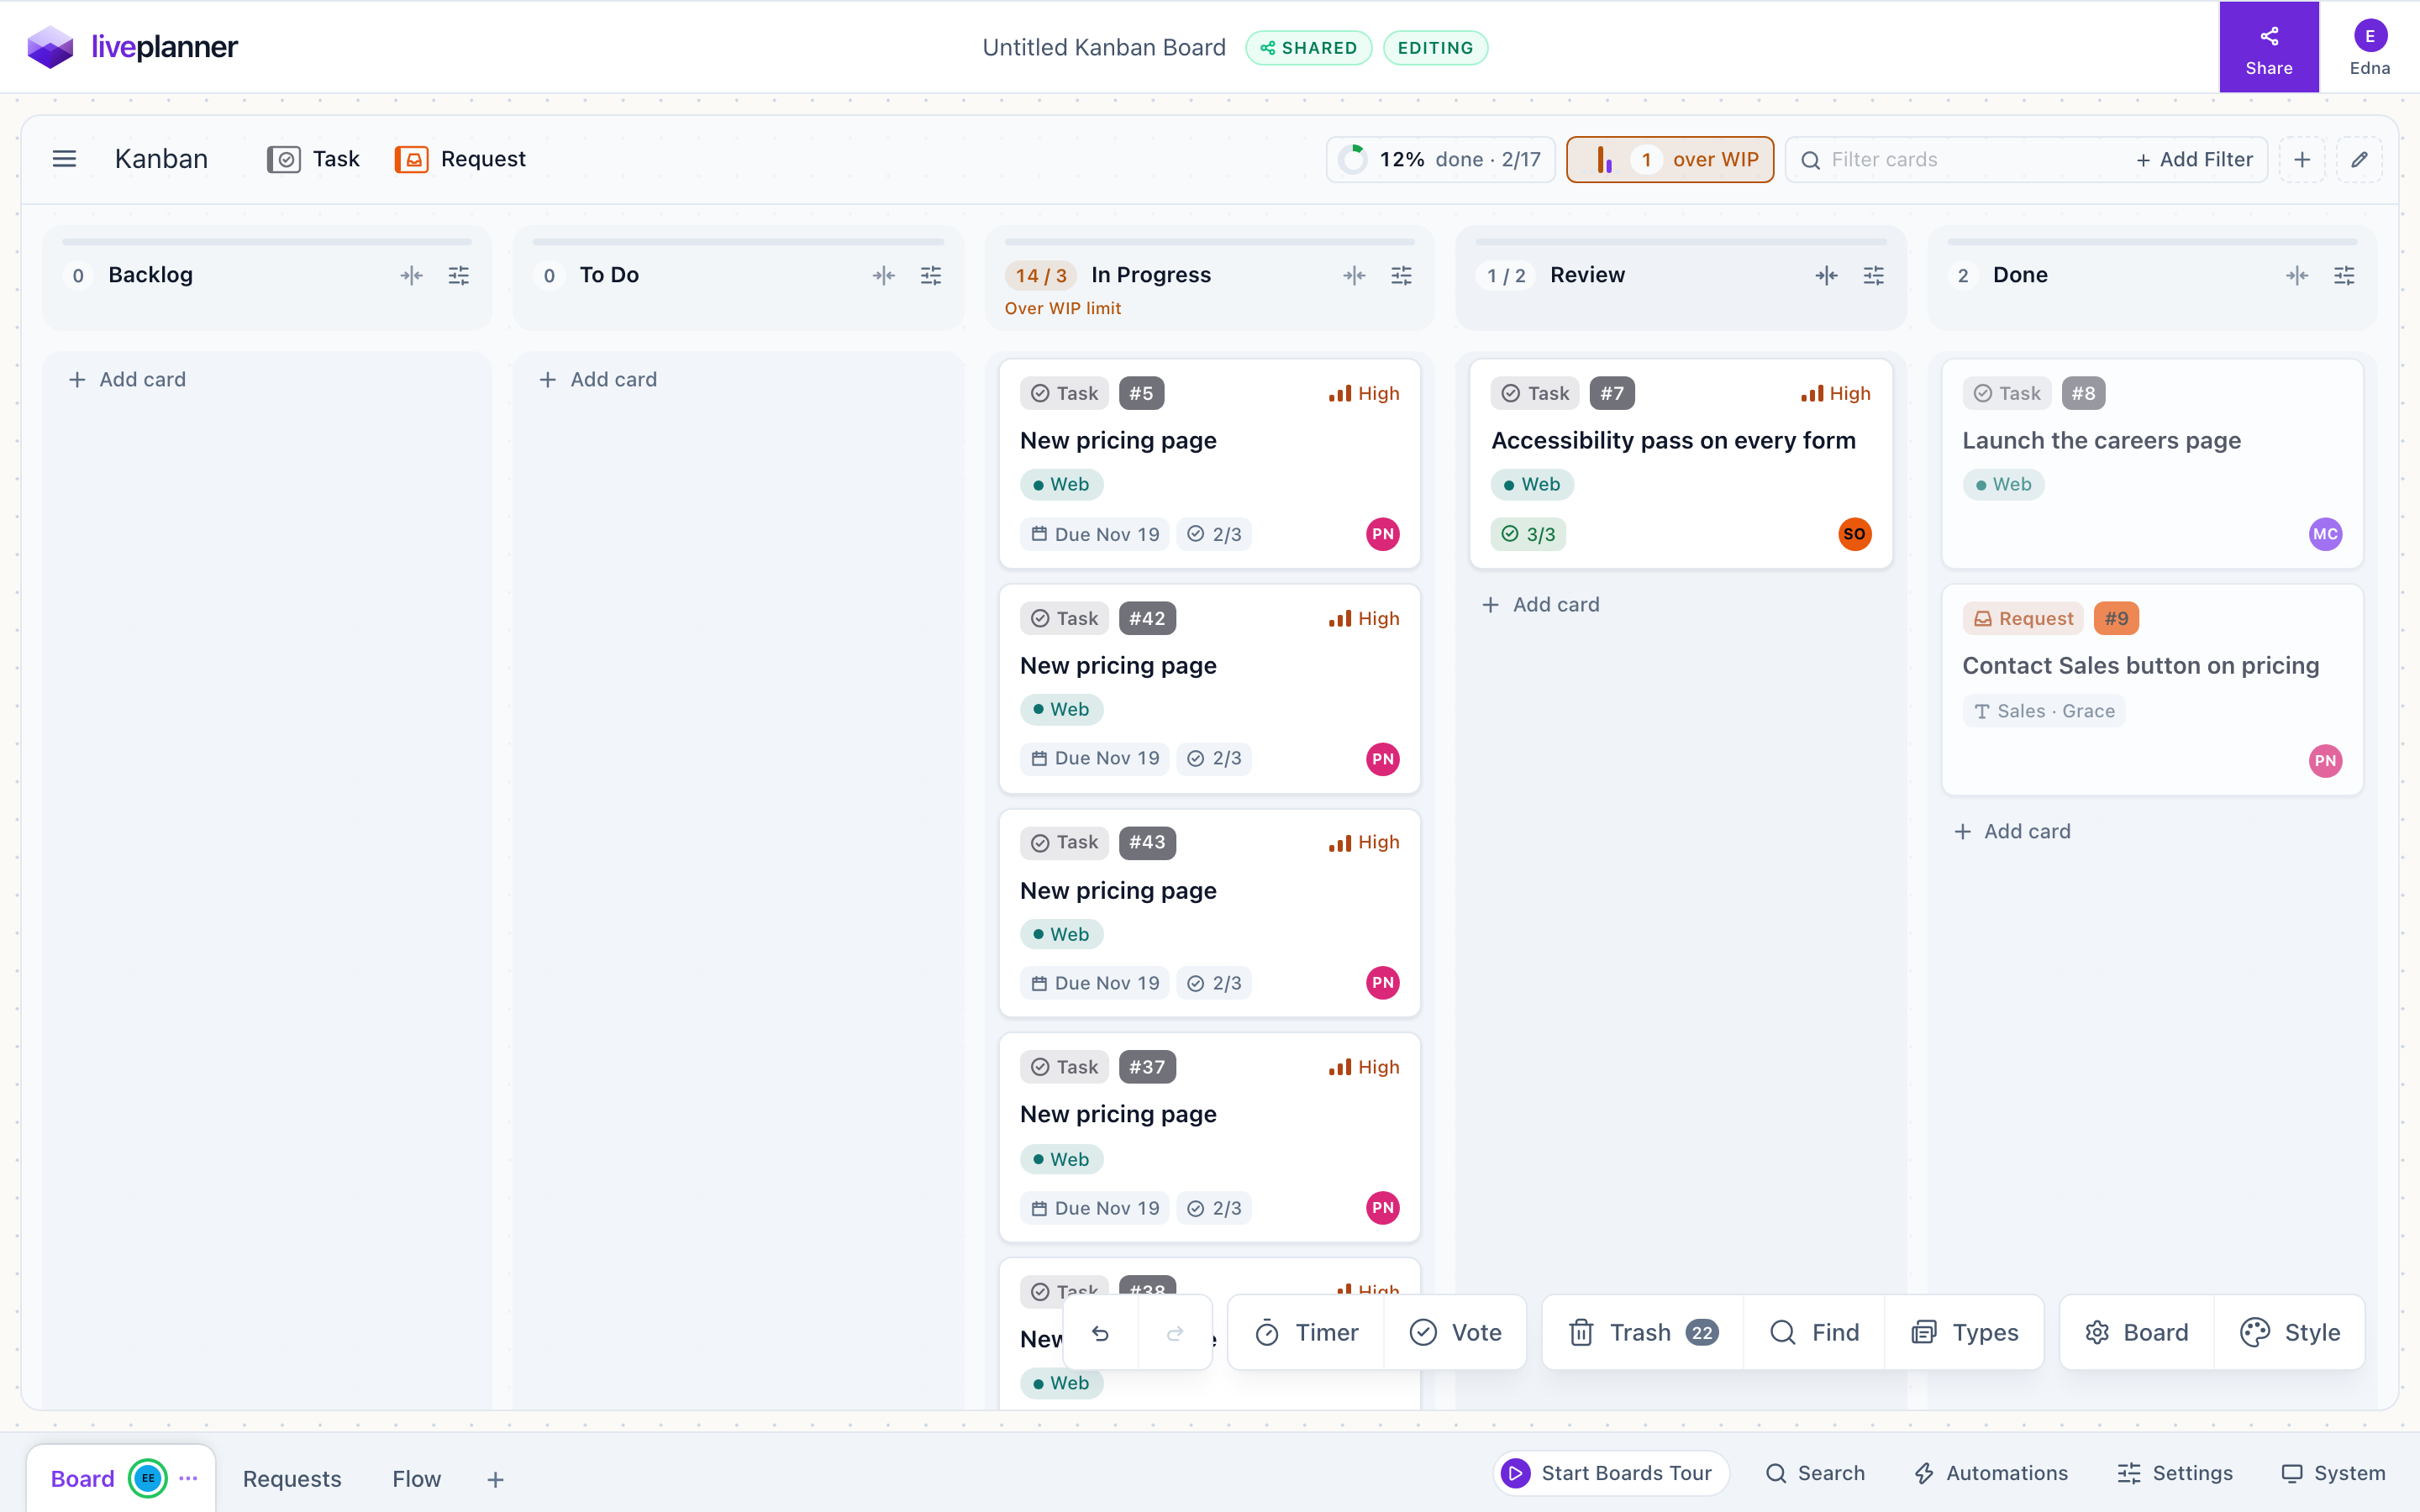 liveplanner
Untitled Kanban Board
SHARED
EDITING
Share
E
Edna
Kanban
Task
Request
12% done · 2/17
1 over WIP
Filter cards
+ Add Filter
0 Backlog
0 To Do
14 / 3 In Progress
Over WIP limit
1 / 2 Review
2 Done
+ Add card
+ Add card
Task #5 High
New pricing page
Web
Due Nov 19 2/3 PN
Task #42 High
New pricing page
Web
Due Nov 19 2/3 PN
Task #43 High
New pricing page
Web
Due Nov 19 2/3 PN
Task #37 High
New pricing page
Web
Due Nov 19 2/3 PN
Task #38 High
New
Web
Task #7 High
Accessibility pass on every form
Web
3/3 SO
+ Add card
Task #8
Launch the careers page
Web
MC
Request #9
Contact Sales button on pricing
Sales · Grace
PN
+ Add card
Timer
Vote
Trash 22
Find
Types
Board
Style
Board EE ...
Requests
Flow
+
Start Boards Tour
Search
Automations
Settings
System